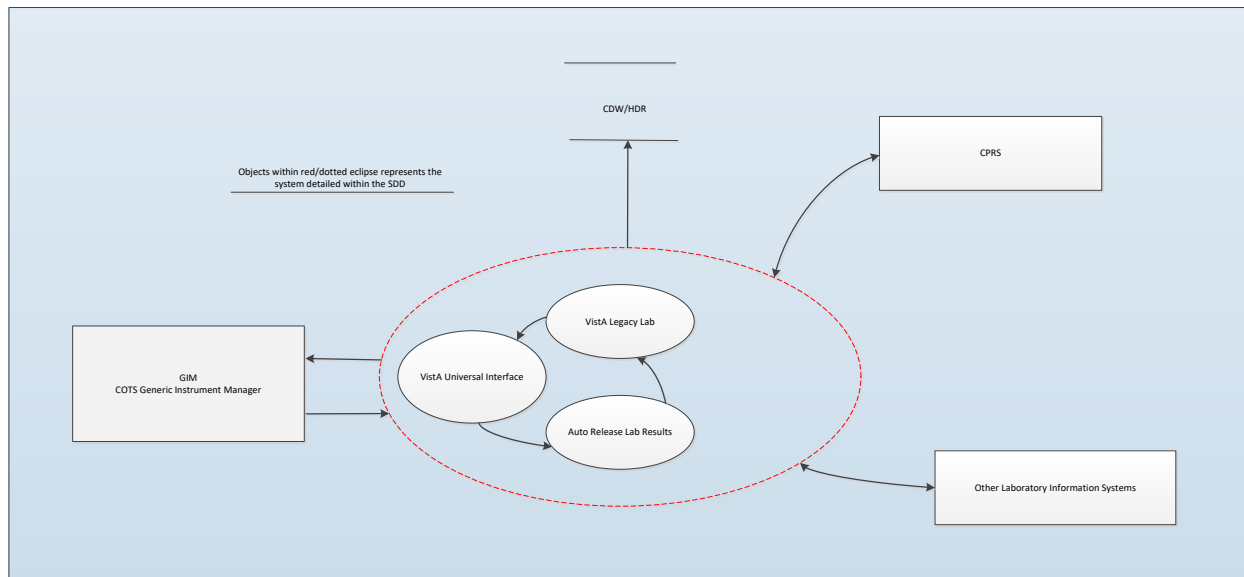 CDW/HDR
CPRS
Objects within red/dotted eclipse represents the
system detailed within the SDD
VistA Legacy Lab
GIM
COTS Generic Instrument Manager
VistA Universal Interface
Auto Release Lab Results
Other Laboratory Information Systems